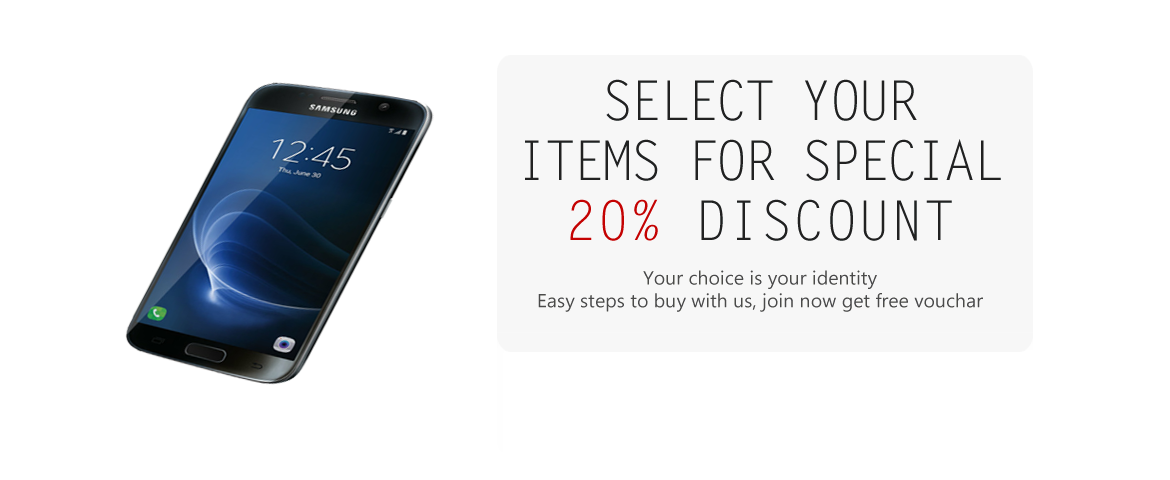 SAMSUNG
12:45
Thu, June 30
SELECT YOUR
ITEMS FOR SPECIAL
20% DISCOUNT
Your choice is your identity
Easy steps to buy with us, join now get free vouchar